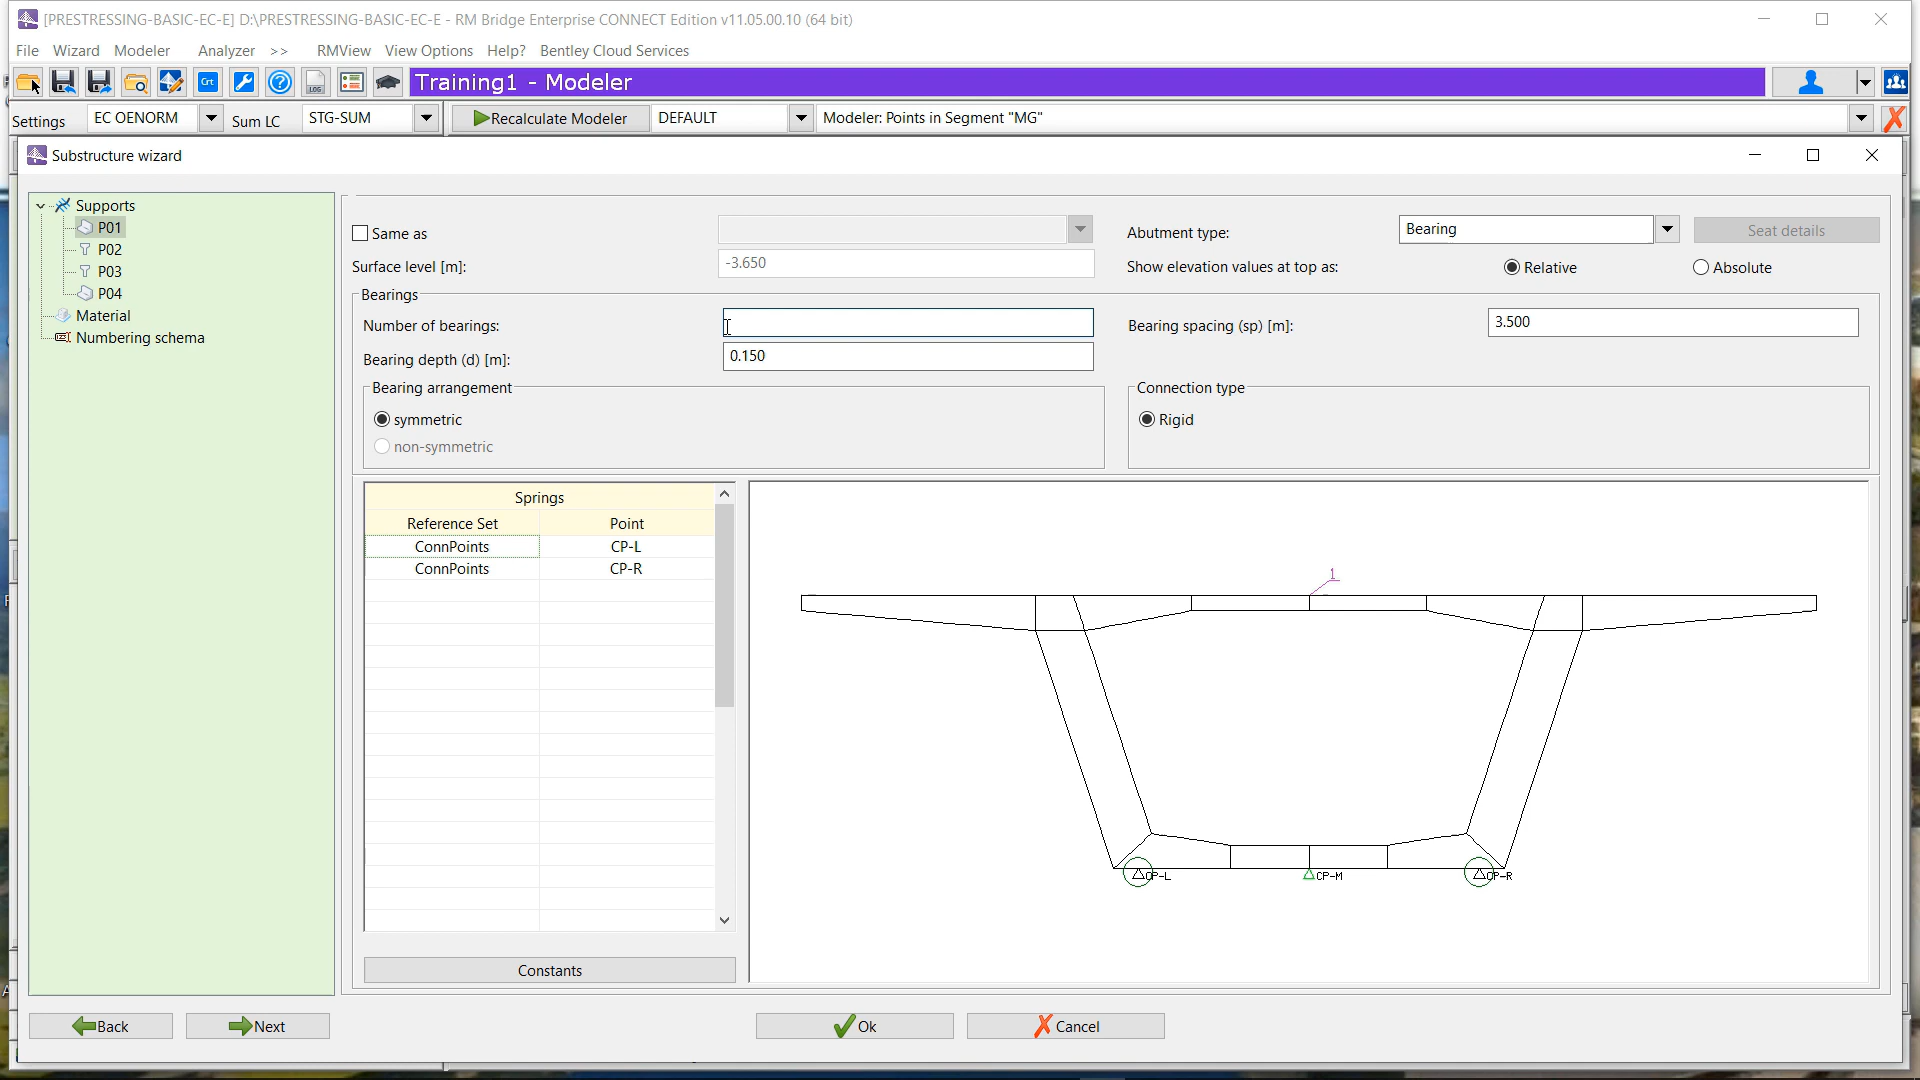 [PRESTRESSING-BASIC-EC-E] D:\PRESTRESSING-BASIC-EC-E - RM Bridge Enterprise CONNECT Edition v11.05.00.10 (64 bit)
File Wizard Modeler Analyzer >> RMView View Options Help? Bentley Cloud Services
Crt LOG Training1 - Modeler
Settings EC OENORM Sum LC STG-SUM Recalculate Modeler DEFAULT Modeler: Points in Segment "MG"
Substructure wizard
Supports
P01
P02
P03
P04
Material
Numbering schema
Same as
Abutment type: Bearing Seat details
Surface level [m]: -3.650
Show elevation values at top as: Relative Absolute
Bearings
Number of bearings:
Bearing spacing (sp) [m]: 3.500
Bearing depth (d) [m]: 0.150
Bearing arrangement
symmetric
non-symmetric
Connection type
Rigid
Springs
Reference Set Point
ConnPoints CP-L
ConnPoints CP-R
Constants
1
CP-L CP-M CP-R
Back Next Ok Cancel